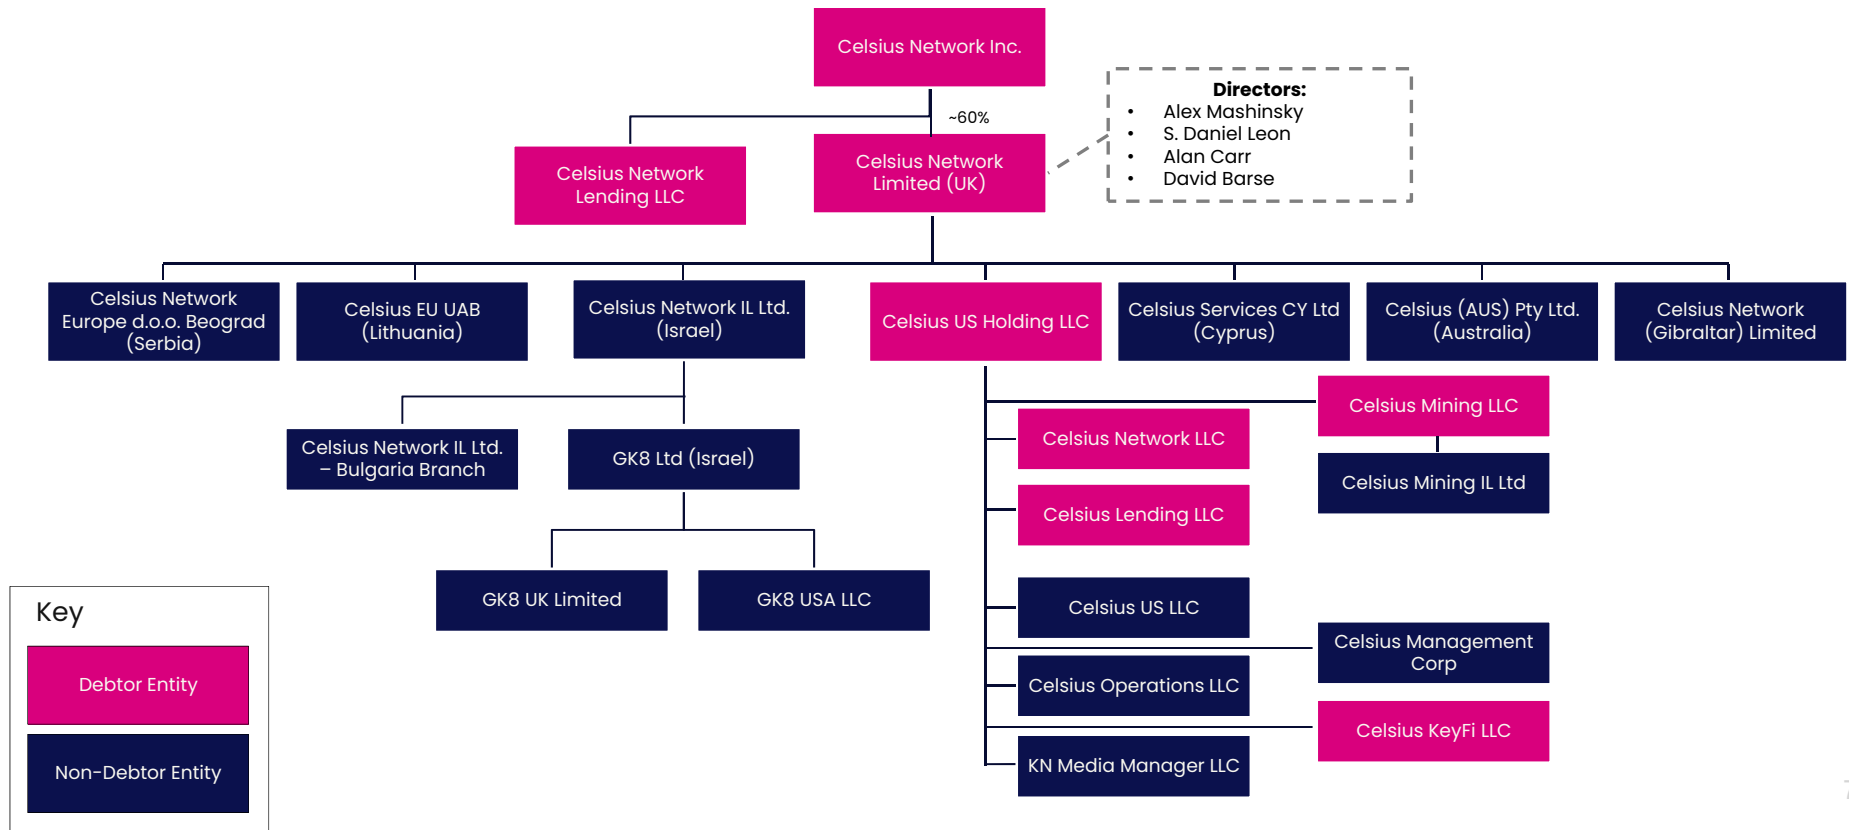 Celsius Network Inc.
Directors:
• Alex Mashinsky
• S. Daniel Leon
• Alan Carr
• David Barse
~60%
Celsius Network
Lending LLC
Celsius Network
Limited (UK)
Celsius Network
Europe d.o.o. Beograd
(Serbia)
Celsius EU UAB
(Lithuania)
Celsius Network IL Ltd.
(Israel)
Celsius US Holding LLC
Celsius Services CY Ltd
(Cyprus)
Celsius (AUS) Pty Ltd.
(Australia)
Celsius Network
(Gibraltar) Limited
Celsius Network IL Ltd.
– Bulgaria Branch
GK8 Ltd (Israel)
GK8 UK Limited
GK8 USA LLC
Celsius Mining LLC
Celsius Network LLC
Celsius Mining IL Ltd
Celsius Lending LLC
Celsius US LLC
Celsius Management
Corp
Celsius Operations LLC
Celsius KeyFi LLC
KN Media Manager LLC
Key
Debtor Entity
Non-Debtor Entity